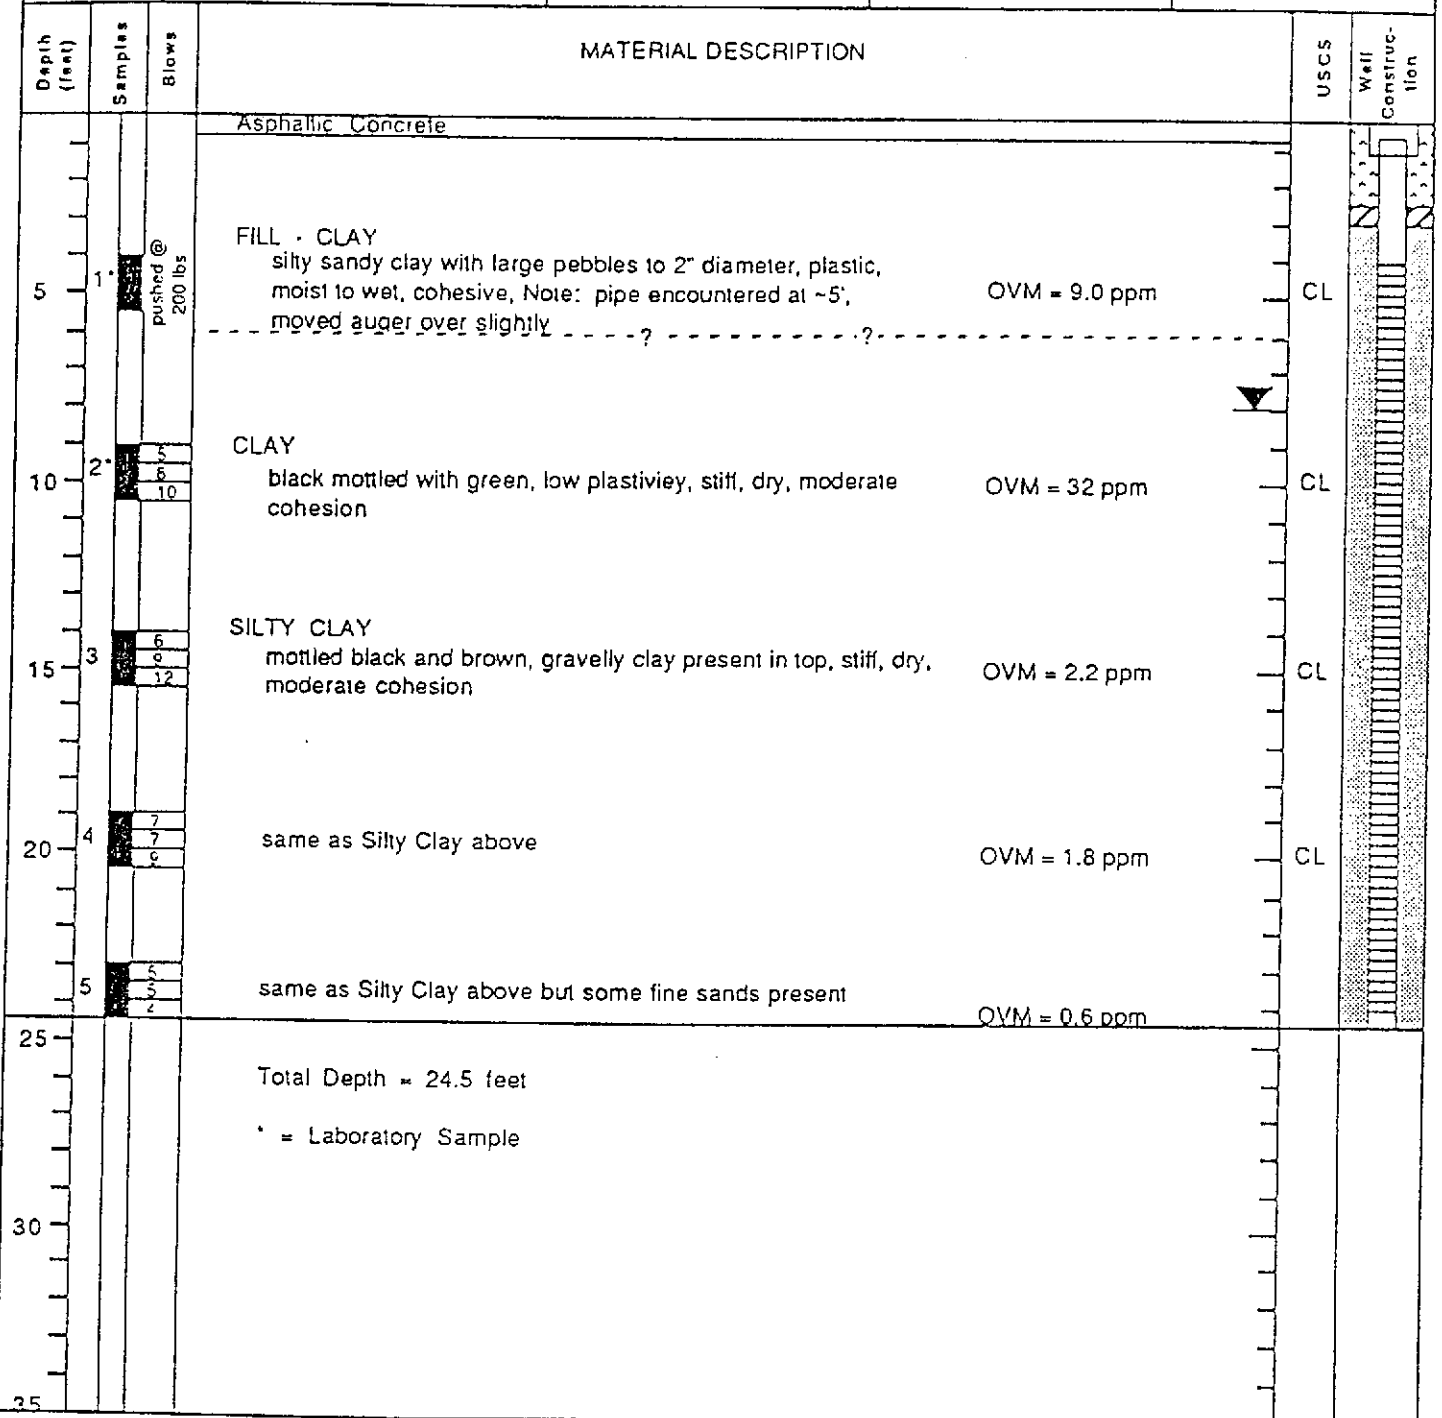 Depth (feet) Samples Blows MATERIAL DESCRIPTION USCS Well Construc- tion
Asphaltic Concrete
FILL - CLAY
silty sandy clay with large pebbles to 2" diameter, plastic,
5 1* pushed @ 200 lbs moist to wet, cohesive, Note: pipe encountered at ~5', OVM = 9.0 ppm CL
moved auger over slightly
? ?
CLAY
2* 5
8
10 10 black mottled with green, low plastiviey, stiff, dry, moderate OVM = 32 ppm CL
cohesion
SILTY CLAY
3 6
9
mottled black and brown, gravelly clay present in top, stiff, dry,
15 12 moderate cohesion OVM = 2.2 ppm CL
4 7
7
same as Silty Clay above
20 9 OVM = 1.8 ppm CL
5
5
same as Silty Clay above but some fine sands present
OVM = 0.6 ppm
25
Total Depth = 24.5 feet
* = Laboratory Sample
30
35